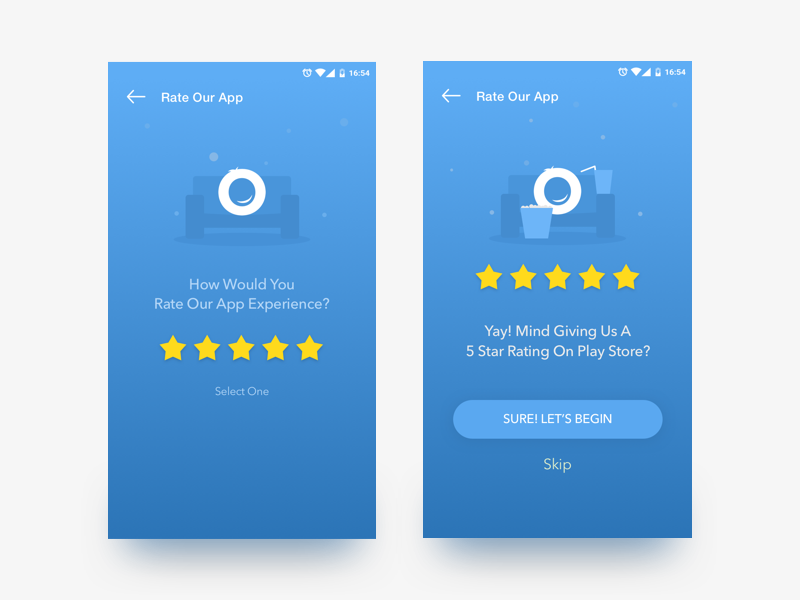 16:54
Rate Our App
How Would You
Rate Our App Experience?
Select One
16:54
Rate Our App
Yay! Mind Giving Us A
5 Star Rating On Play Store?
SURE! LET'S BEGIN
Skip